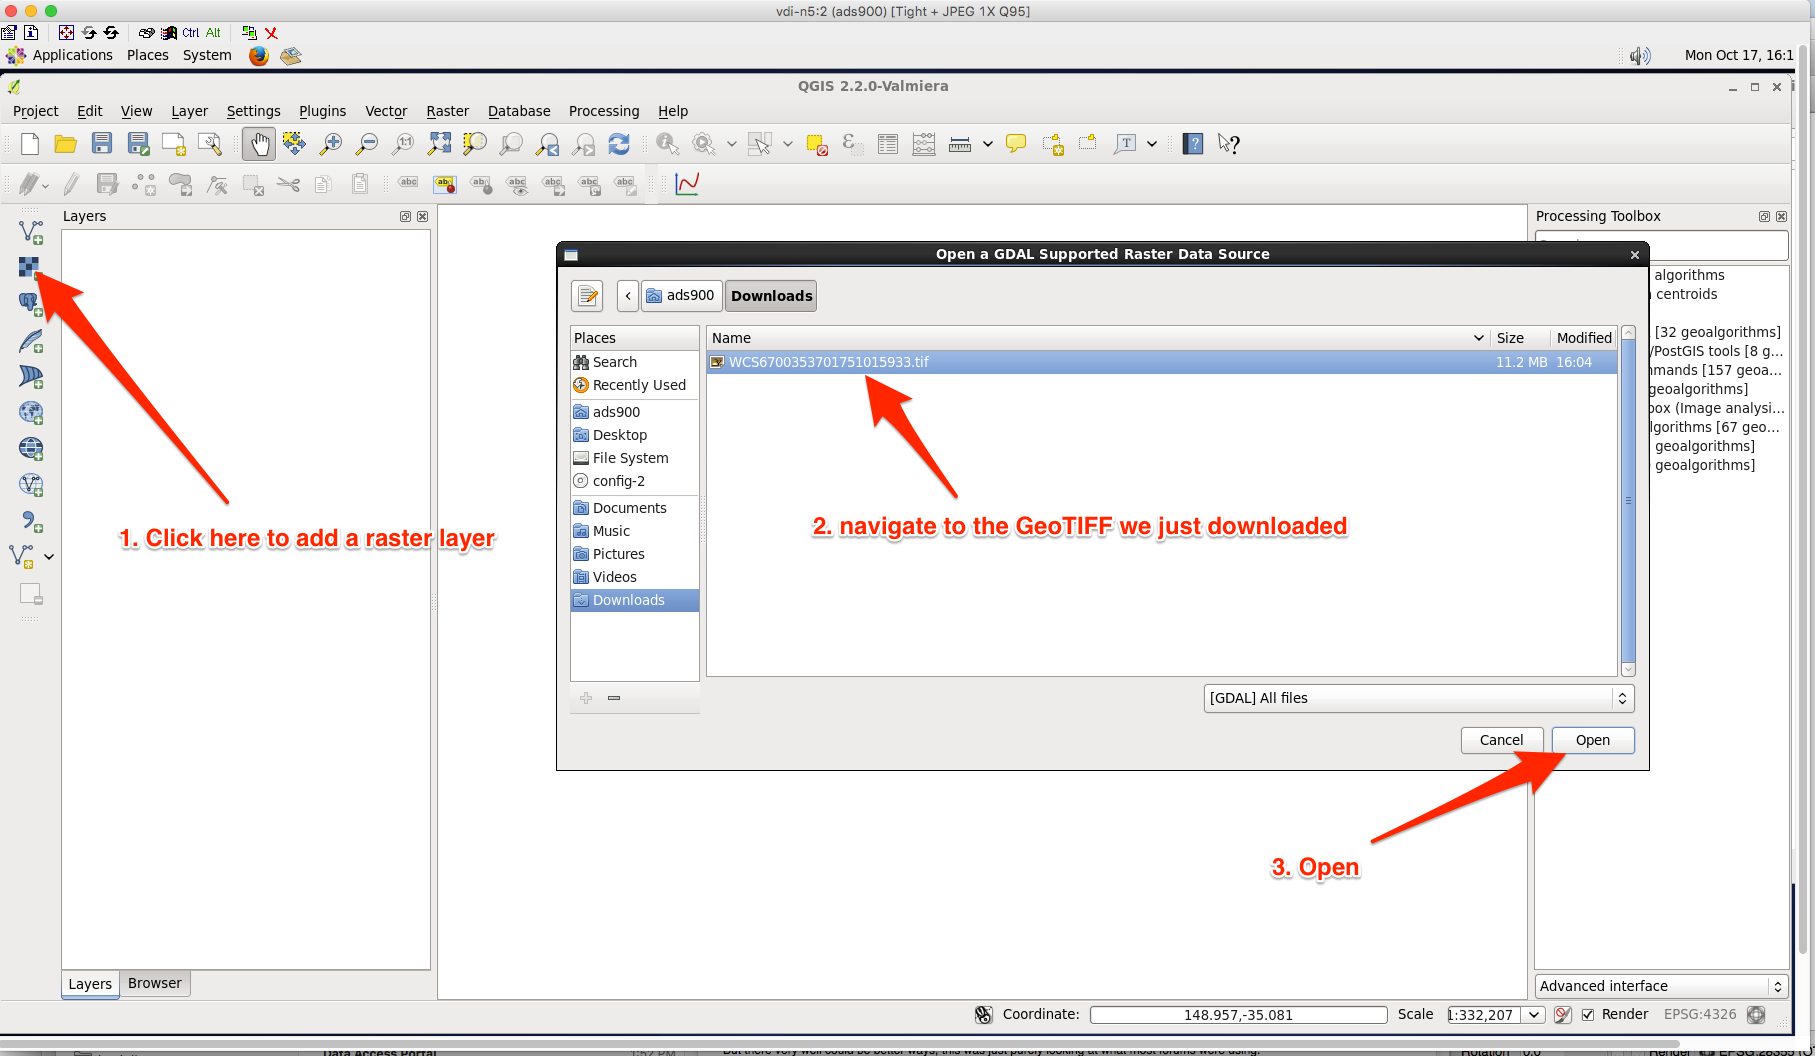 vdi-n5:2 (ads900) [Tight + JPEG 1X Q95]
Ctrl Alt
Applications Places System
Mon Oct 17, 16:1
QGIS 2.2.0-Valmiera
Project Edit View Layer Settings Plugins Vector Raster Database Processing Help
Layers
Processing Toolbox
Open a GDAL Supported Raster Data Source
ads900 Downloads
Places
Name Size Modified
Search
Recently Used
ads900
Desktop
File System
config-2
Documents
Music
Pictures
Videos
Downloads
WCS6700353701751015933.tif 11.2 MB 16:04
algorithms
centroids
[32 geoalgorithms]
/PostGIS tools [8 g...
mmands [157 geoa...
geoalgorithms]
box (Image analysi...
lgorithms [67 geo...
geoalgorithms]
geoalgorithms]
1. Click here to add a raster layer
2. navigate to the GeoTIFF we just downloaded
[GDAL] All files
Cancel Open
3. Open
Layers Browser
Advanced interface
Coordinate: 148.957,-35.081 Scale 1:332,207 Render EPSG:4326